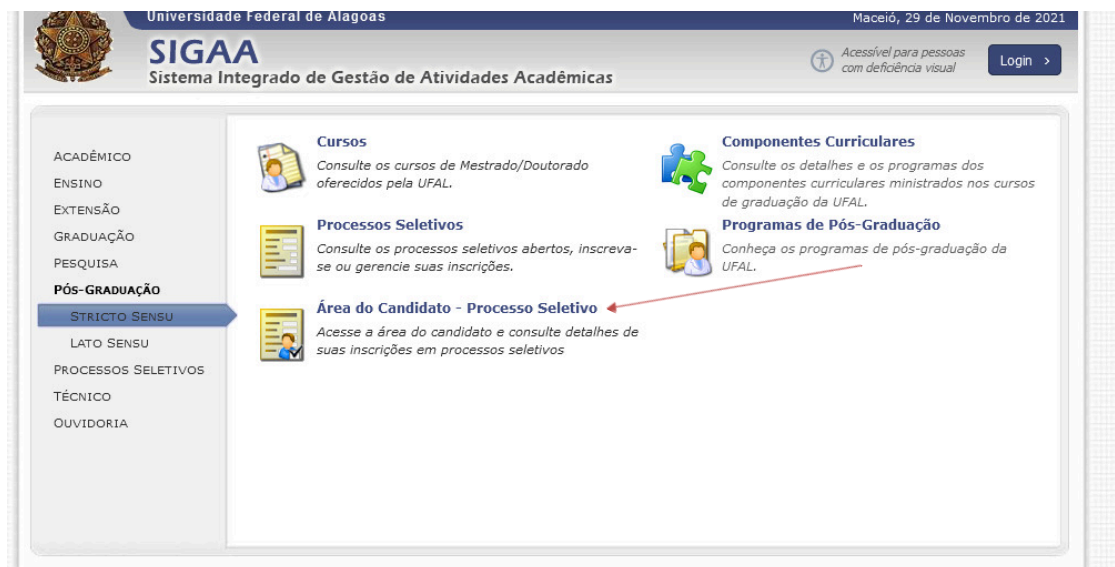 Universidade Federal de Alagoas
Maceió, 29 de Novembro de 2021
SIGAA
Sistema Integrado de Gestão de Atividades Acadêmicas
Acessível para pessoas
com deficiência visual
Login >
Acadêmico
Ensino
Extensão
Graduação
Pesquisa
Pós-Graduação
Stricto Sensu
Lato Sensu
Processos Seletivos
Técnico
Ouvidoria
Cursos
Consulte os cursos de Mestrado/Doutorado
oferecidos pela UFAL.
Componentes Curriculares
Consulte os detalhes e os programas dos
componentes curriculares ministrados nos cursos
de graduação da UFAL.
Processos Seletivos
Consulte os processos seletivos abertos, inscreva-
se ou gerencie suas inscrições.
Programas de Pós-Graduação
Conheça os programas de pós-graduação da
UFAL.
Área do Candidato - Processo Seletivo
Acesse a área do candidato e consulte detalhes de
suas inscrições em processos seletivos